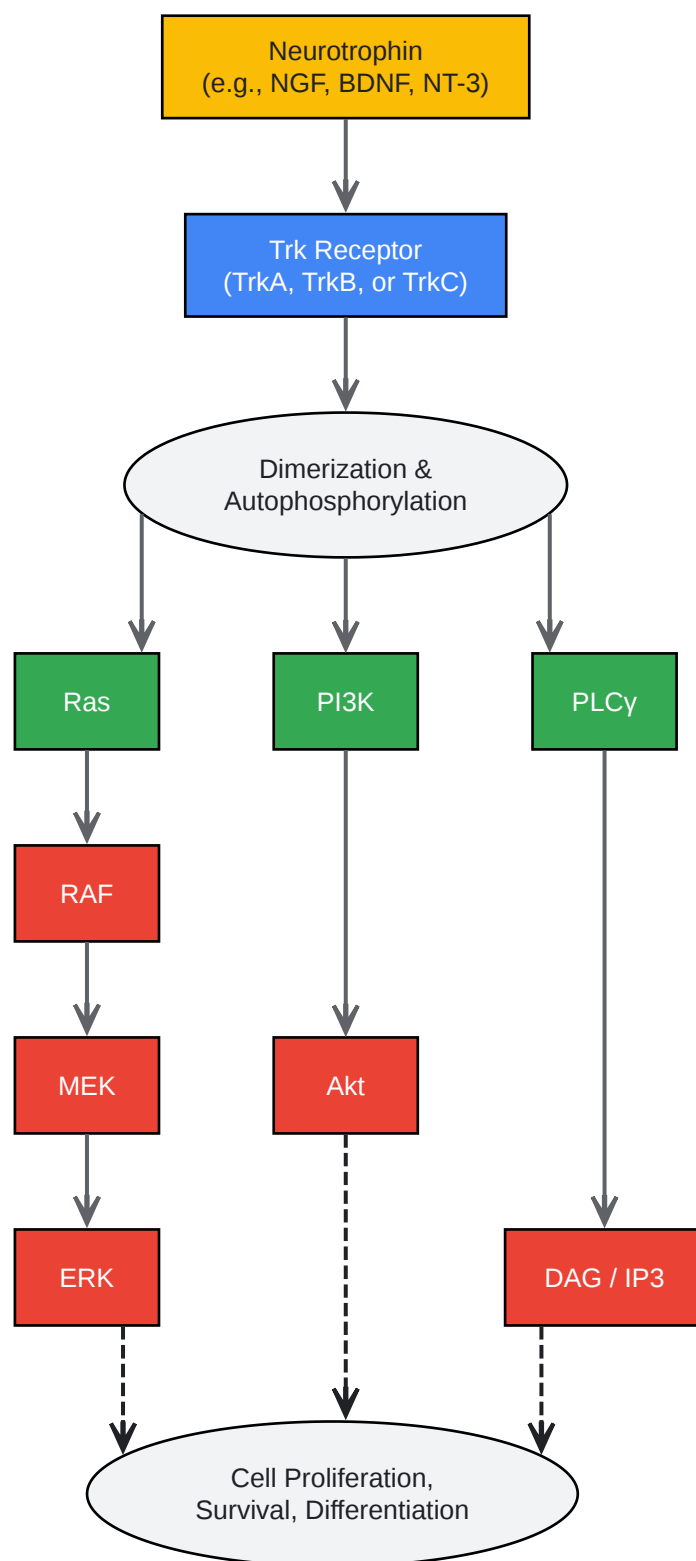 Neurotrophin
(e.g., NGF, BDNF, NT-3)
Trk Receptor
(TrkA, TrkB, or TrkC)
Dimerization &
Autophosphorylation
Ras
PI3K
PLCγ
RAF
MEK
Akt
ERK
DAG / IP3
Cell Proliferation,
Survival, Differentiation